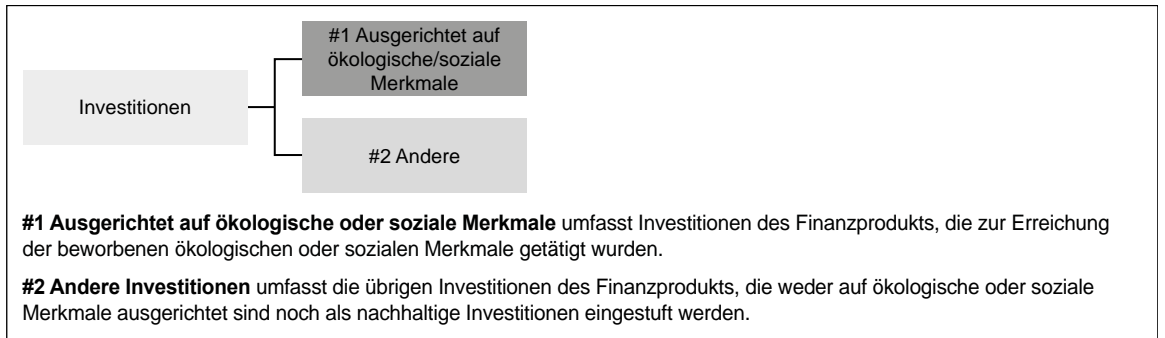 #1 Ausgerichtet auf
ökologische/soziale
Merkmale
Investitionen
#2 Andere
#1 Ausgerichtet auf ökologische oder soziale Merkmale umfasst Investitionen des Finanzprodukts, die zur Erreichung
der beworbenen ökologischen oder sozialen Merkmale getätigt wurden.
#2 Andere Investitionen umfasst die übrigen Investitionen des Finanzprodukts, die weder auf ökologische oder soziale
Merkmale ausgerichtet sind noch als nachhaltige Investitionen eingestuft werden.